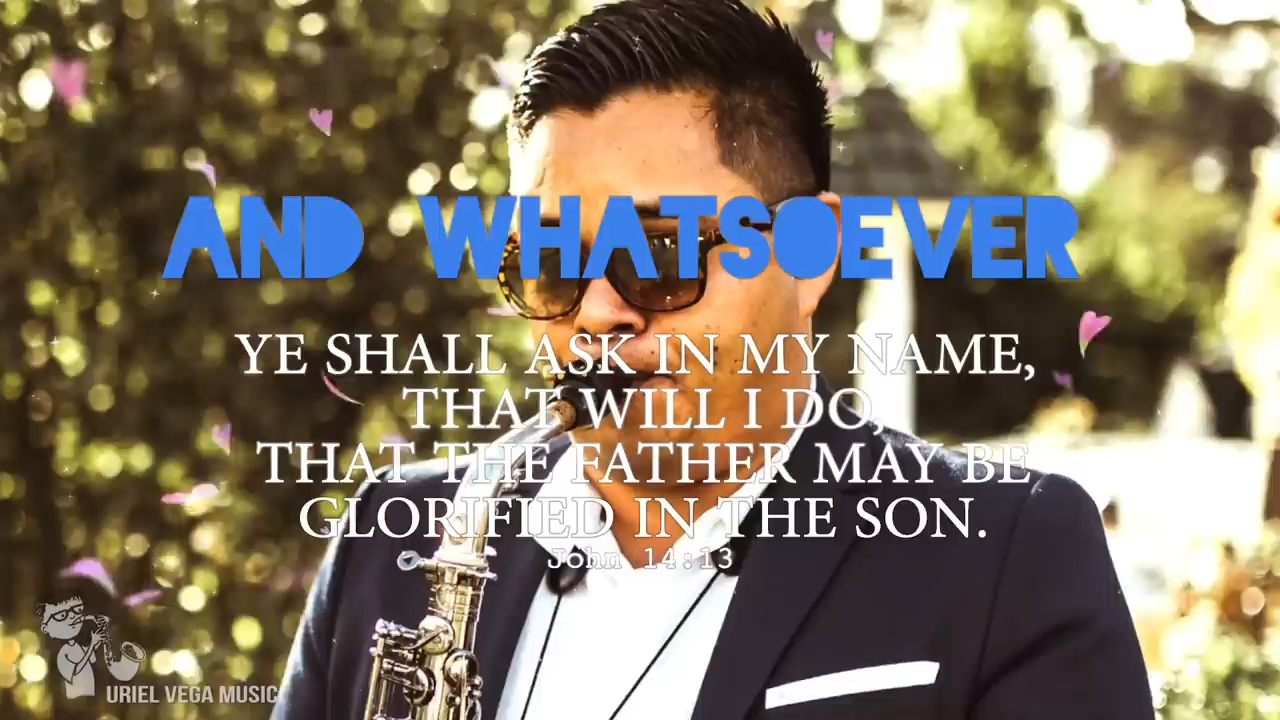 AND WHATSOEVER
YE SHALL ASK IN MY NAME,
THAT WILL I DO,
THAT THE FATHER MAY BE
GLORIFIED IN THE SON.
John 14:13
URIEL VEGA MUSIC